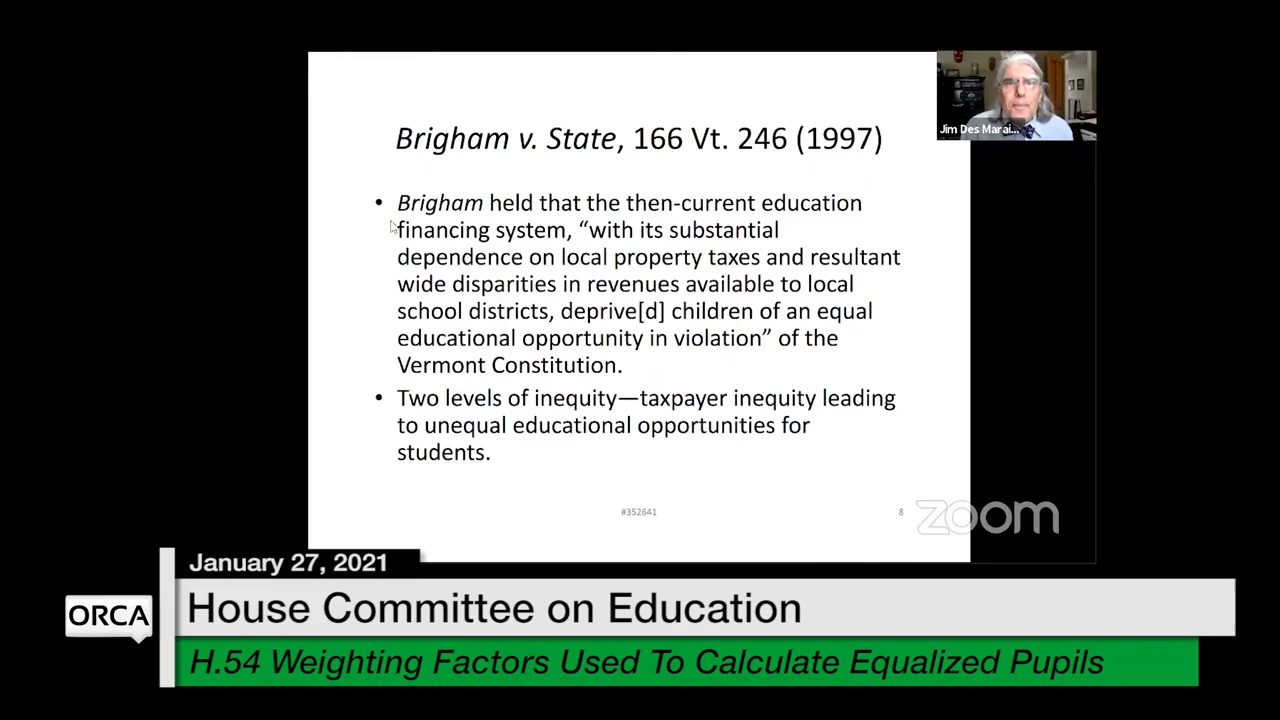 Brigham v. State, 166 Vt. 246 (1997)
Jim Des Marai...
• Brigham held that the then-current education
financing system, “with its substantial
dependence on local property taxes and resultant
wide disparities in revenues available to local
school districts, deprive[d] children of an equal
educational opportunity in violation” of the
Vermont Constitution.
• Two levels of inequity—taxpayer inequity leading
to unequal educational opportunities for
students.
#352641
8
zoom
January 27, 2021
ORCA
House Committee on Education
H.54 Weighting Factors Used To Calculate Equalized Pupils